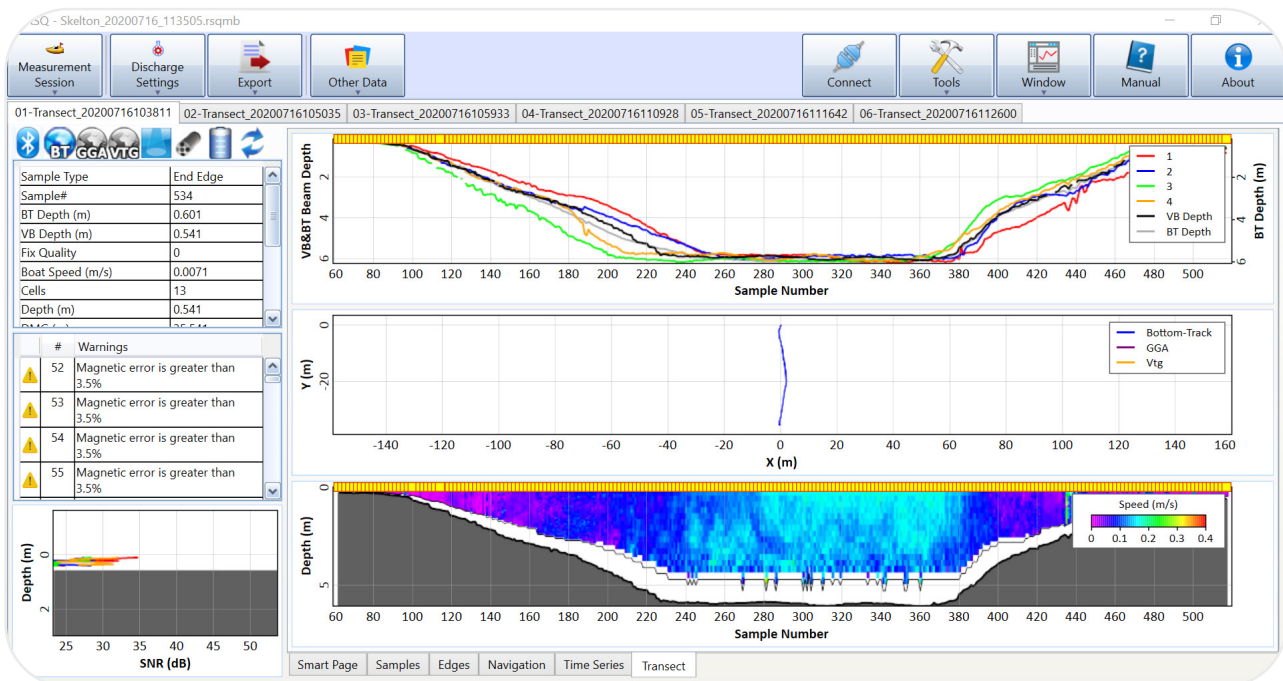 SQ - Skelton_20200716_113505.rsqmb
Measurement Session
Discharge Settings
Export
Other Data
Connect
Tools
Window
Manual
About
01-Transect_20200716103811
02-Transect_20200716105035
03-Transect_20200716105933
04-Transect_20200716110928
05-Transect_20200716111642
06-Transect_20200716112600
BT GGA VTG
Sample Type End Edge
Sample# 534
BT Depth (m) 0.601
VB Depth (m) 0.541
Fix Quality 0
Boat Speed (m/s) 0.0071
Cells 13
Depth (m) 0.541
# Warnings
52 Magnetic error is greater than
3.5%
53 Magnetic error is greater than
3.5%
54 Magnetic error is greater than
3.5%
55 Magnetic error is greater than
3.5%
Depth (m)
0
2
25 30 35 40 45 50
SNR (dB)
VB&BT Beam Depth
2
4
6
60 80 100 120 140 160 180 200 220 240 260 280 300 320 340 360 380 400 420 440 460 480 500
Sample Number
1
2
3
4
VB Depth
BT Depth
2
4
6
BT Depth (m)
Y (m)
0
-20
-140 -120 -100 -80 -60 -40 -20 0 20 40 60 80 100 120 140 160
X (m)
Bottom-Track
GGA
Vtg
Depth (m)
0
5
Speed (m/s)
0 0.1 0.2 0.3 0.4
60 80 100 120 140 160 180 200 220 240 260 280 300 320 340 360 380 400 420 440 460 480 500
Sample Number
Smart Page
Samples
Edges
Navigation
Time Series
Transect